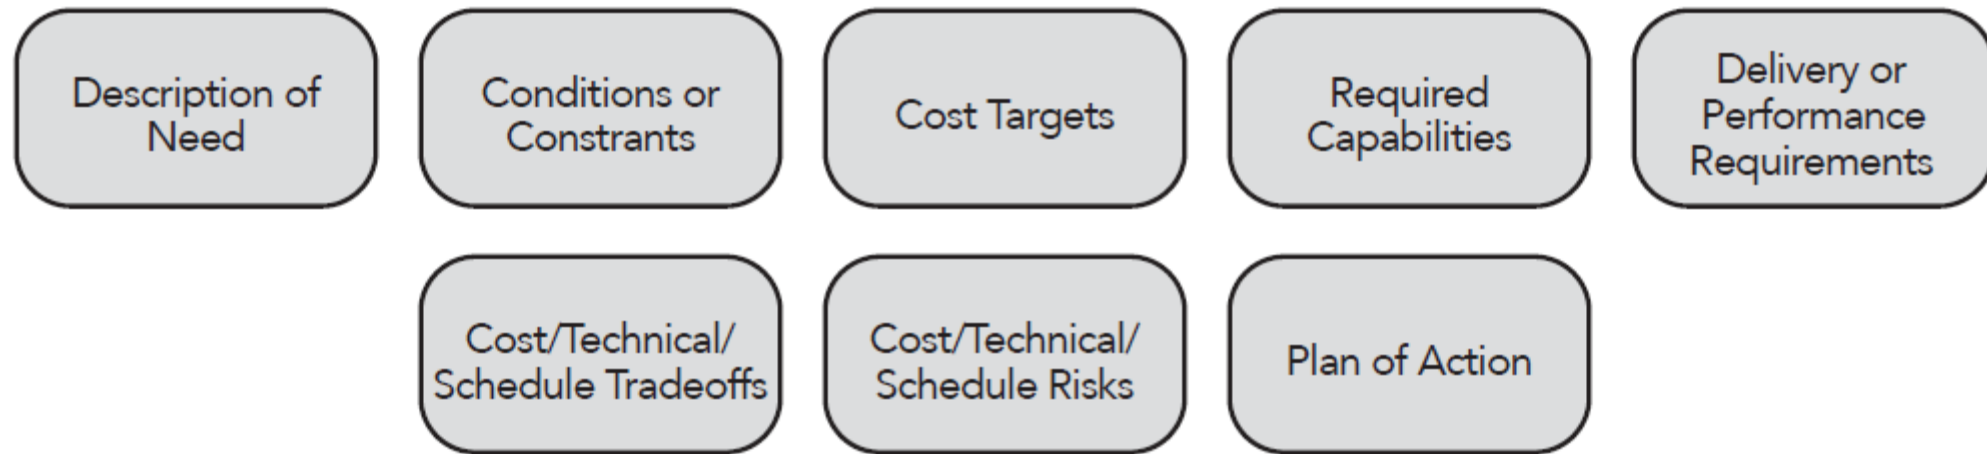 Description of
Need
Conditions or
Constrants
Cost Targets
Required
Capabilities
Delivery or
Performance
Requirements
Cost/Technical/
Schedule Tradeoffs
Cost/Technical/
Schedule Risks
Plan of Action